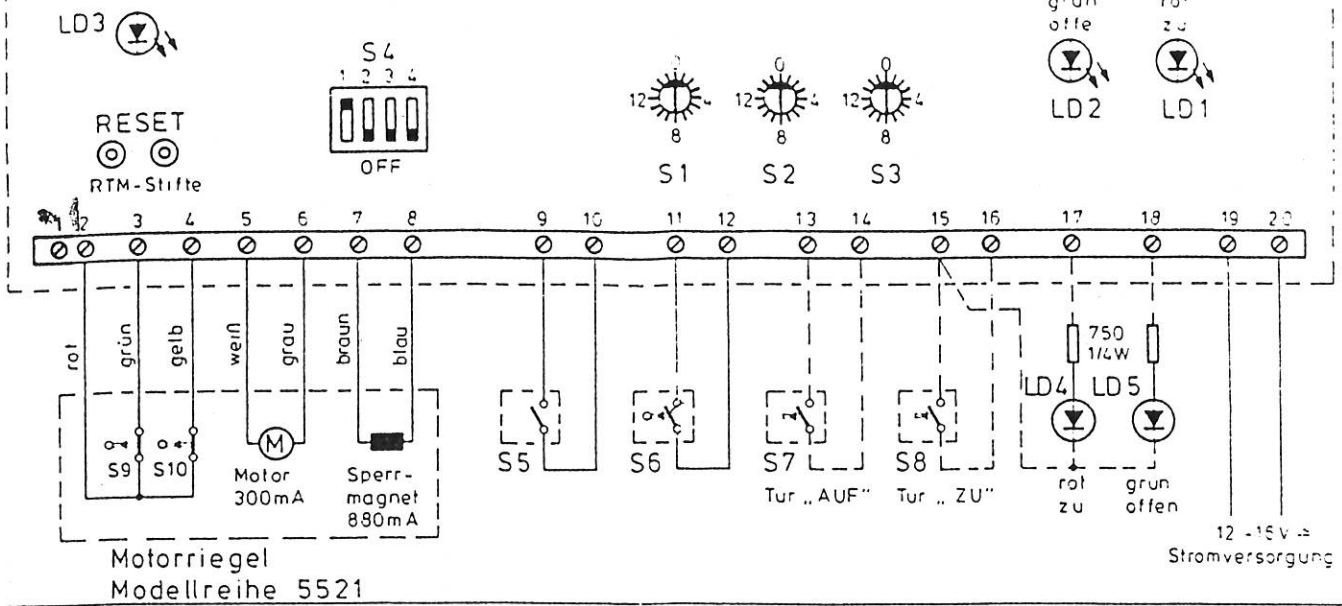 grün
offe
rot
zu
LD3
S4
1 2 3 4
OFF
LD2
LD1
RESET
RTM-Stifte
0
12 4
8
S1
0
12 4
8
S2
0
12 4
8
S3
2 3 4 5 6 7 8 9 10 11 12 13 14 15 16 17 18 19 20
rot
grün
gelb
weiß
grau
braun
blau
750
1/4W
LD4
LD5
S9
S10
M
Motor
300mA
Sperr-
magnet
880mA
S5
S6
S7
Tur „AUF"
S8
Tur „ZU"
rot
zu
grun
offen
12 -16V
Stromversorgung
Motorriegel
Modellreihe 5521